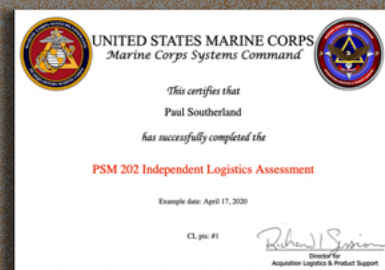 UNITED STATES MARINE CORPS
Marine Corps Systems Command
This certifies that
Paul Southerland
has successfully completed the
PSM 202 Independent Logistics Assessment
Example date: April 17, 2020
CL pts: #1
Director for
Acquisition Logistics & Product Support